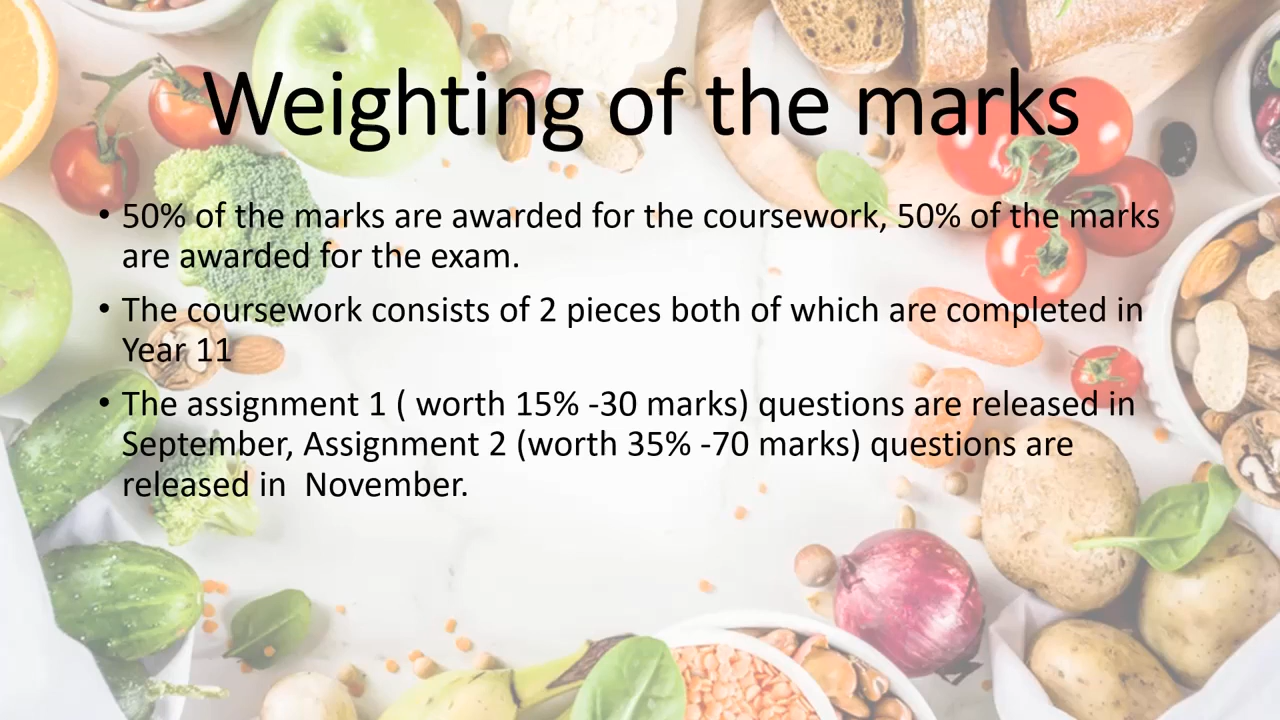 Weighting of the marks
• 50% of the marks are awarded for the coursework, 50% of the marks
are awarded for the exam.
• The coursework consists of 2 pieces both of which are completed in
Year 11
• The assignment 1 ( worth 15% -30 marks) questions are released in
September, Assignment 2 (worth 35% -70 marks) questions are
released in  November.